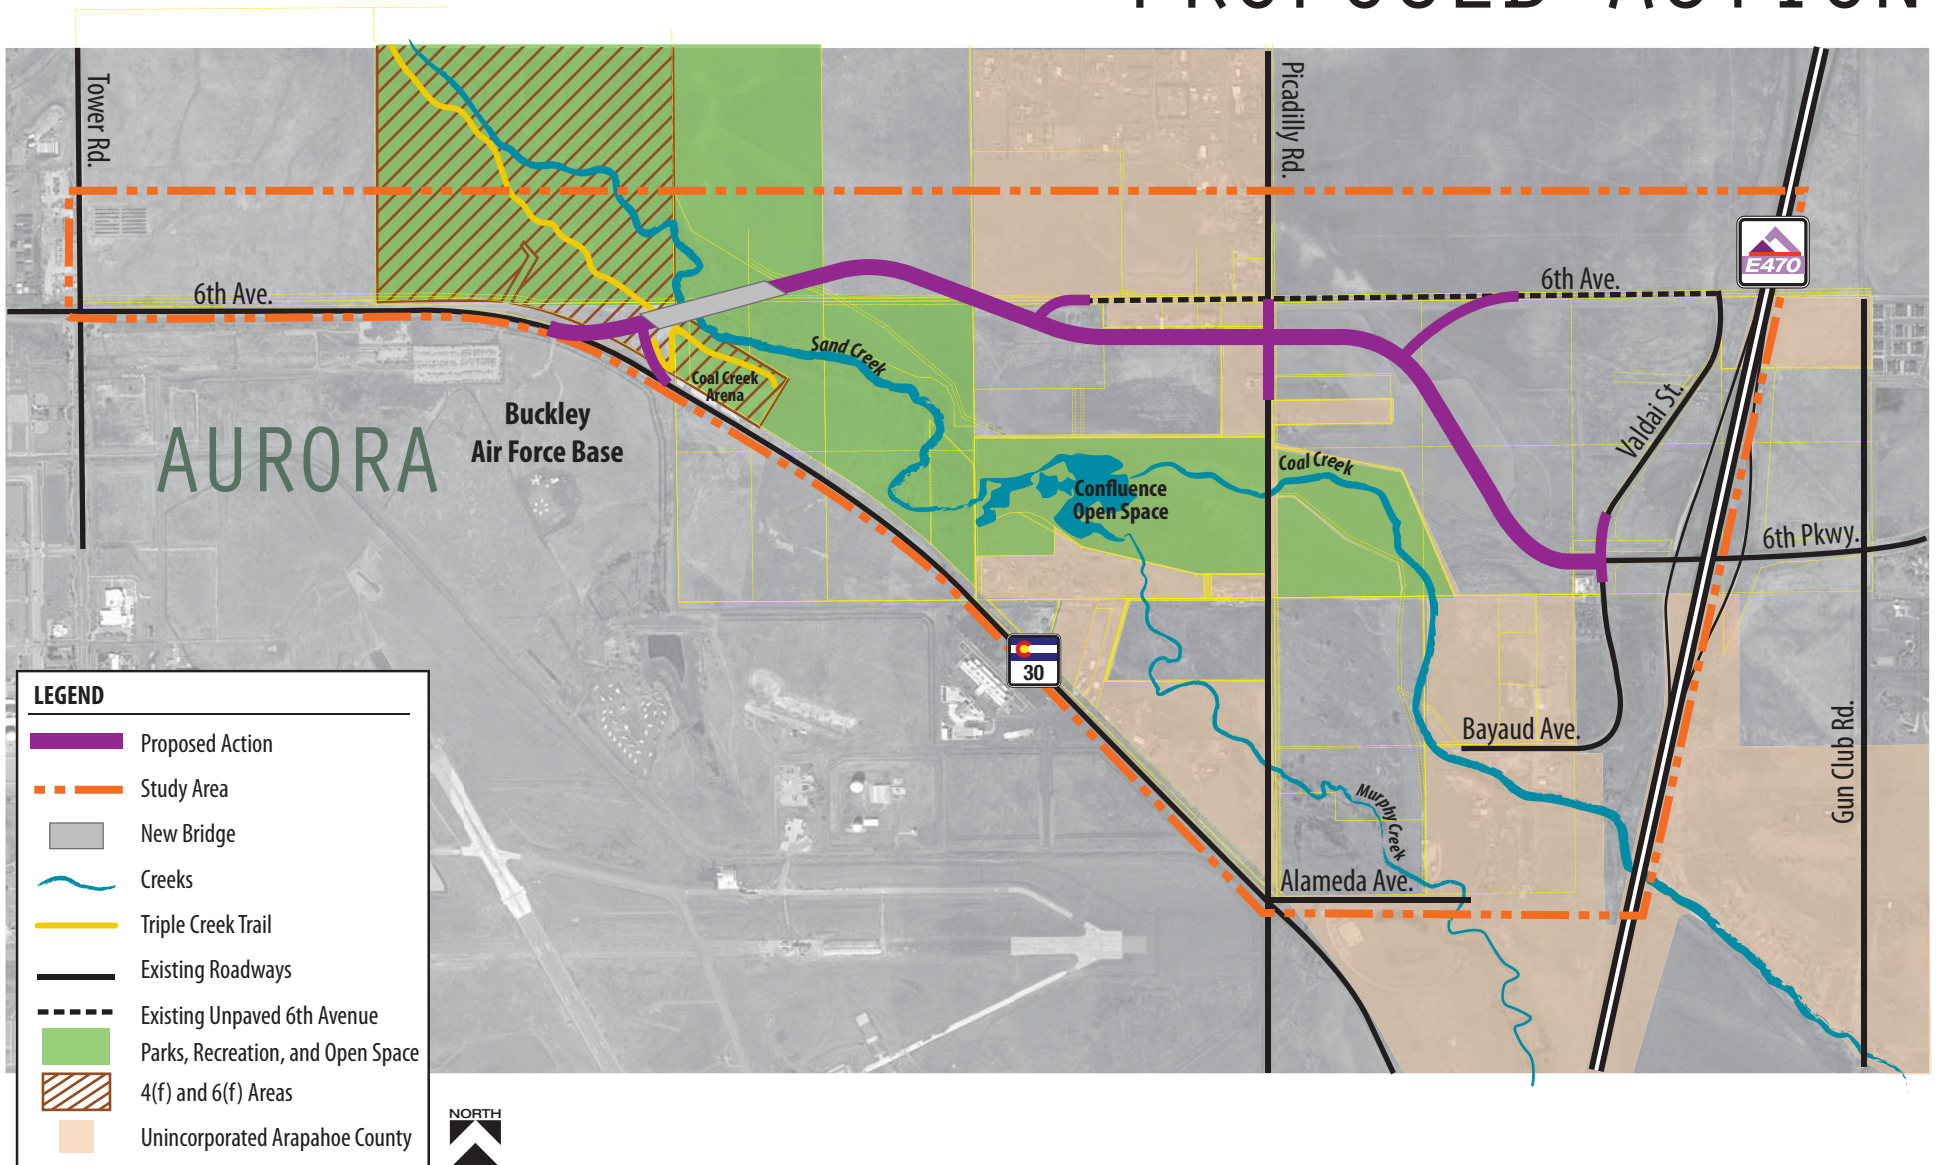 PROPOSED ACTION
Tower Rd.
Picadilly Rd.
E470
6th Ave.
6th Ave.
Sand Creek
Coal Creek
Arena
Buckley
Air Force Base
AURORA
Valdai St.
Coal Creek
Confluence
Open Space
6th Pkwy.
30
Bayaud Ave.
Gun Club Rd.
Murphy Creek
Alameda Ave.
LEGEND
Proposed Action
Study Area
New Bridge
Creeks
Triple Creek Trail
Existing Roadways
Existing Unpaved 6th Avenue
Parks, Recreation, and Open Space
4(f) and 6(f) Areas
Unincorporated Arapahoe County
NORTH